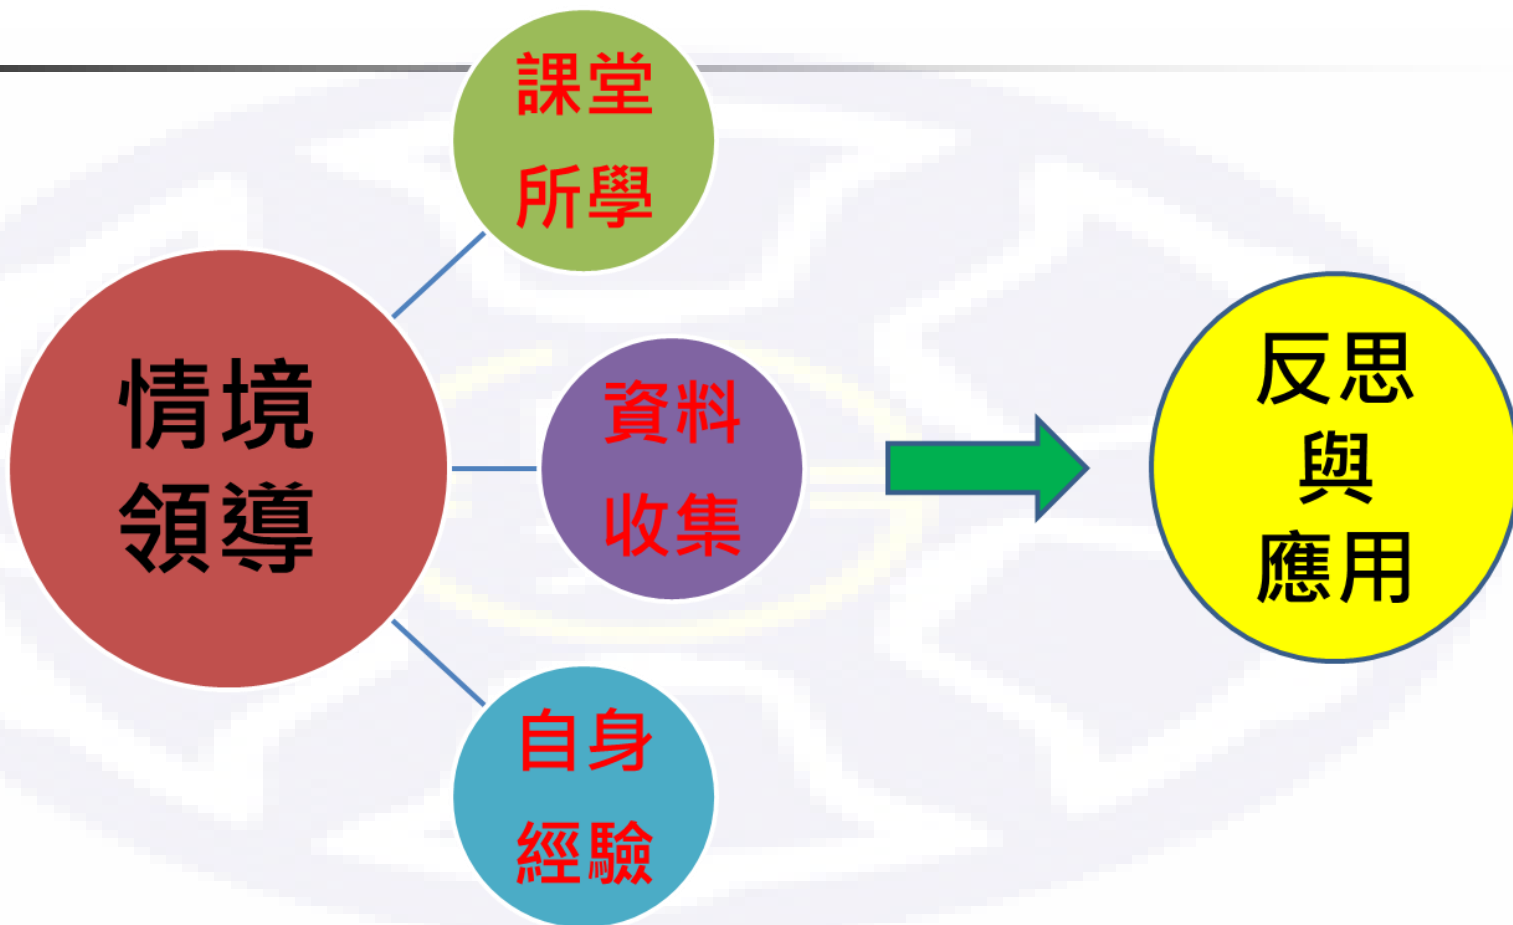 情境
領導
課堂
所學
資料
收集
自身
經驗
反思
與
應用